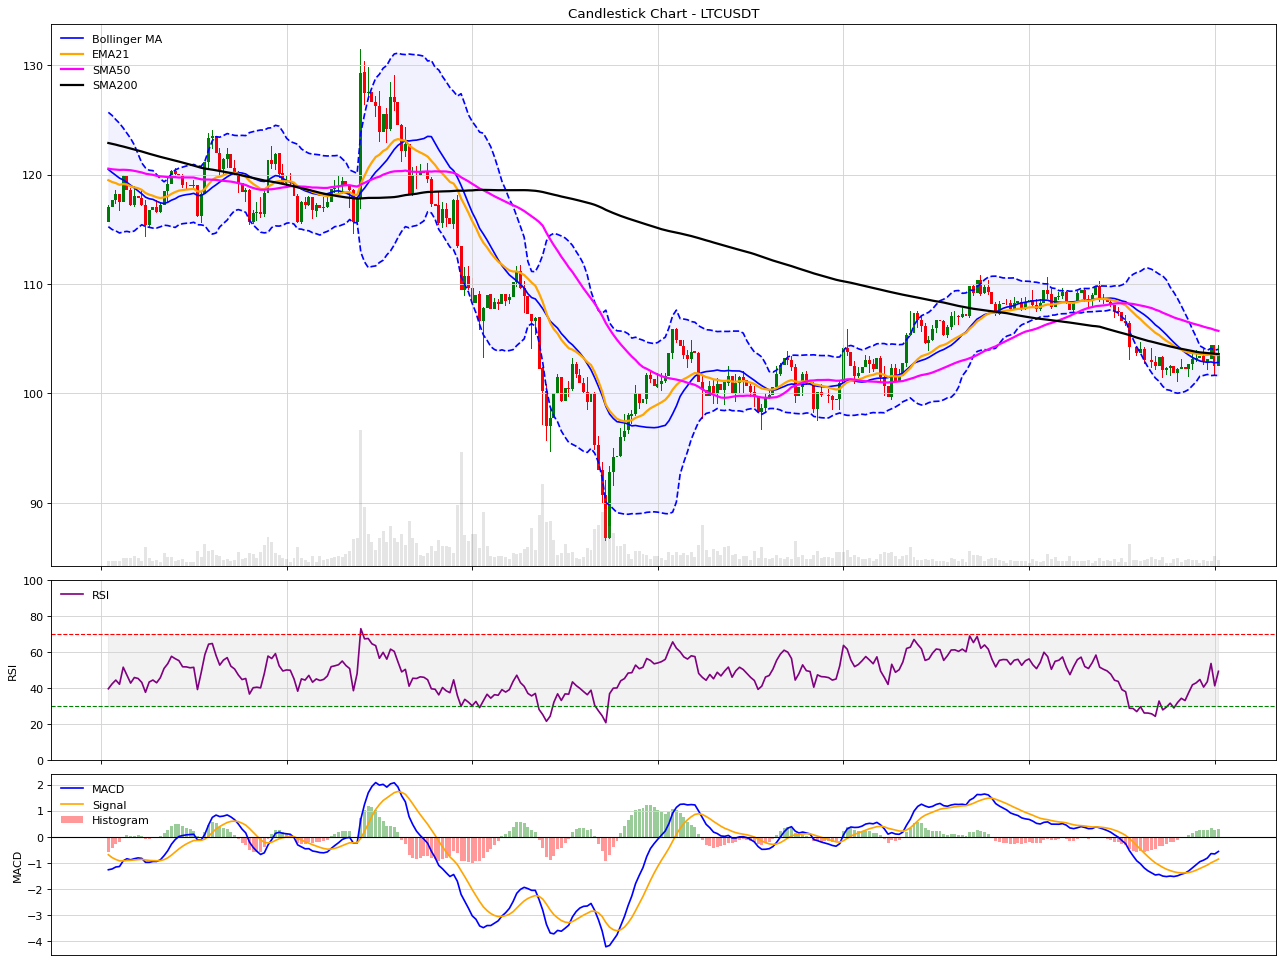 Candlestick Chart - LTCUSDT
Bollinger MA
EMA21
SMA50
SMA200
130
120
110
100
90
RSI
100
80
60
40
20
0
RSI
MACD
Signal
Histogram
2
1
0
−1
−2
−3
−4
MACD